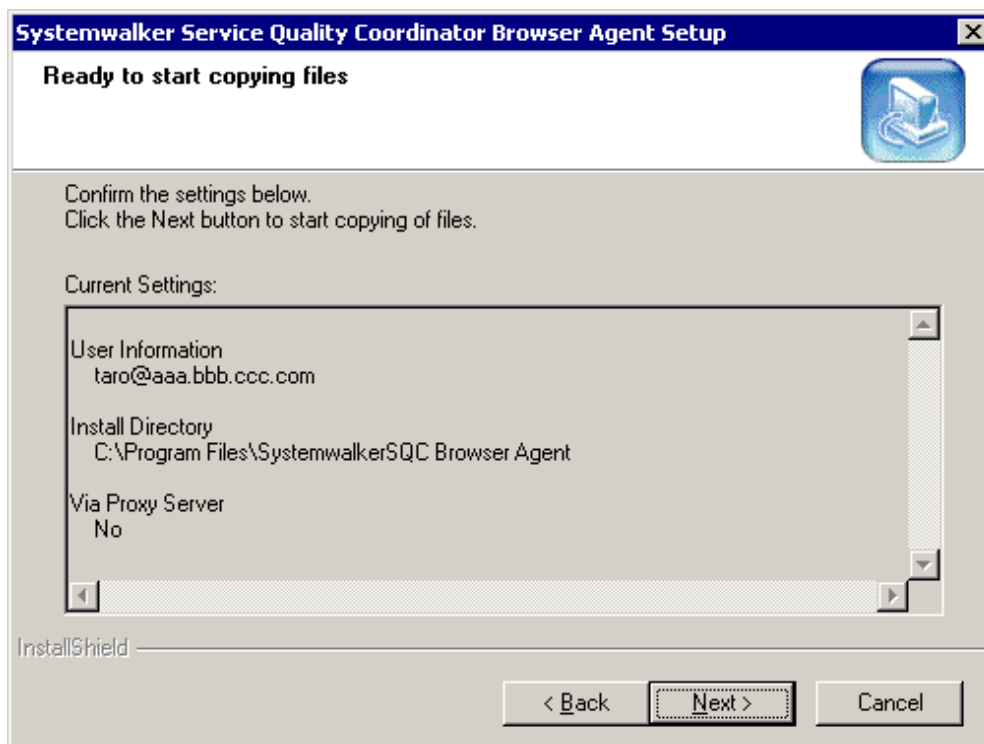 Systemwalker Service Quality Coordinator Browser Agent Setup
Ready to start copying files
Confirm the settings below.
Click the Next button to start copying of files.
Current Settings:
User Information
taro@aaa.bbb.ccc.com
Install Directory
C:\Program Files\SystemwalkerSQC Browser Agent
Via Proxy Server
No
InstallShield
< Back
Next >
Cancel